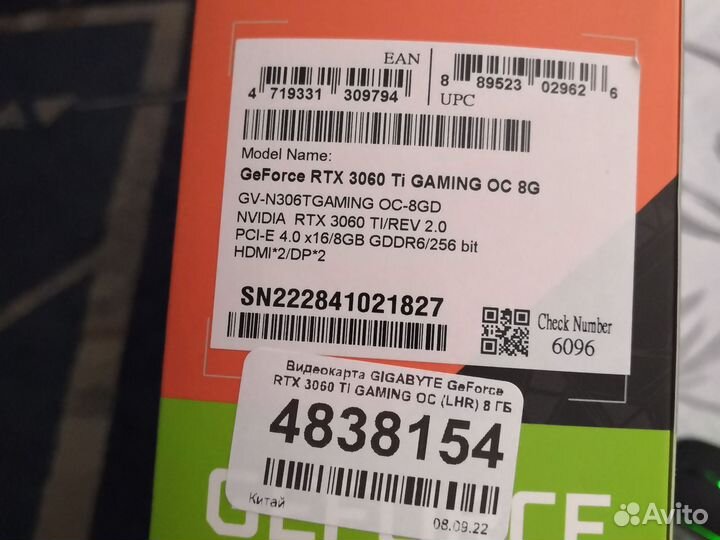 EAN
4 719331 309794
UPC
8 89523 02962 6
Model Name:
GeForce RTX 3060 Ti GAMING OC 8G
GV-N306TGAMING OC-8GD
NVIDIA RTX 3060 TI/REV 2.0
PCI-E 4.0 x16/8GB GDDR6/256 bit
HDMI*2/DP*2
SN222841021827
Check Number
6096
Видеокарта GIGABYTE GeForce
RTX 3060 TI GAMING OC (LHR) 8 ГБ
4838154
Китай
08.09.22
GEFORCE
Avito